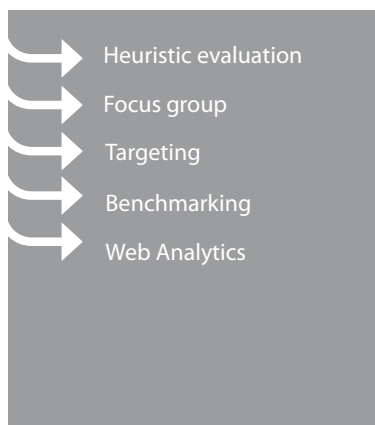 Heuristic evaluation
Focus group
Targeting
Benchmarking
Web Analytics